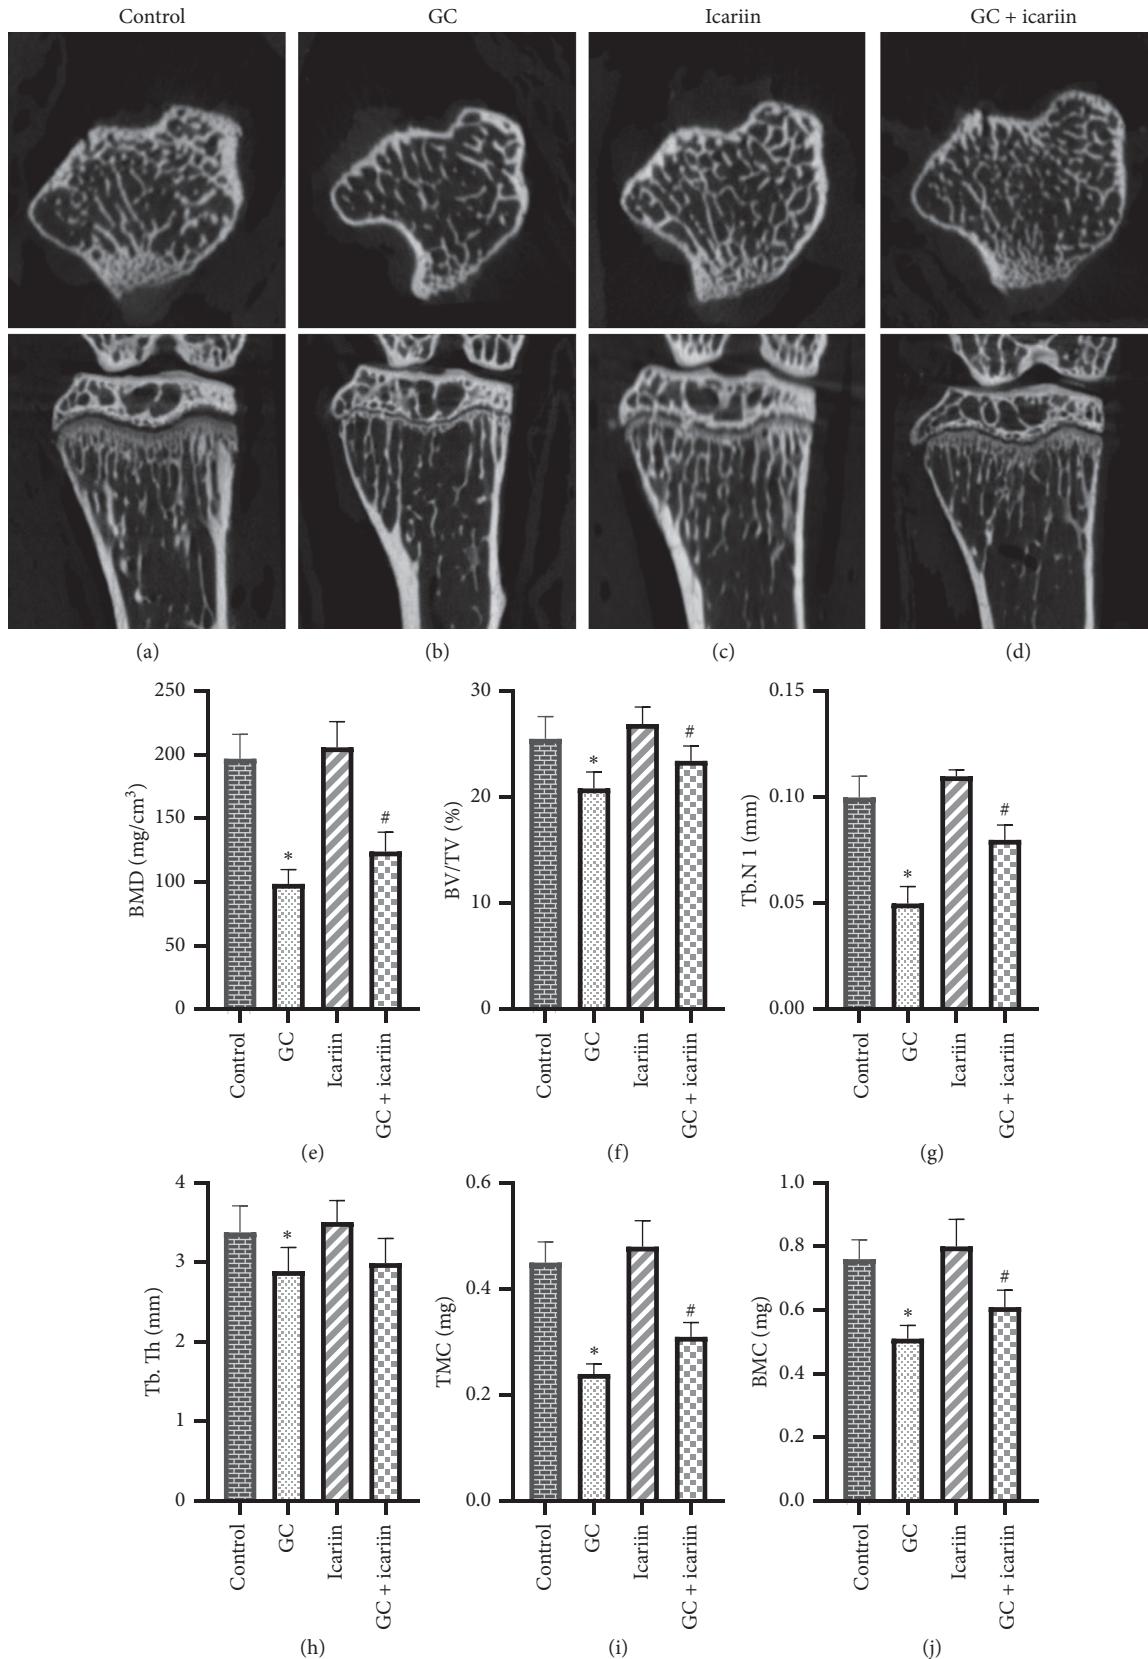 Control GC Icariin GC + icariin
(a) (b) (c) (d)
250
200
150
100
50
0
BMD (mg/cm³)
*
#
Control
GC
Icariin
GC + icariin
(e)
30
20
10
0
BV/TV (%)
*
#
Control
GC
Icariin
GC + icariin
(f)
0.15
0.10
0.05
0.00
Tb.N 1 (mm)
*
#
Control
GC
Icariin
GC + icariin
(g)
4
3
2
1
0
Tb. Th (mm)
*
Control
GC
Icariin
GC + icariin
(h)
0.6
0.4
0.2
0.0
TMC (mg)
*
#
Control
GC
Icariin
GC + icariin
(i)
1.0
0.8
0.6
0.4
0.2
0.0
BMC (mg)
*
#
Control
GC
Icariin
GC + icariin
(j)